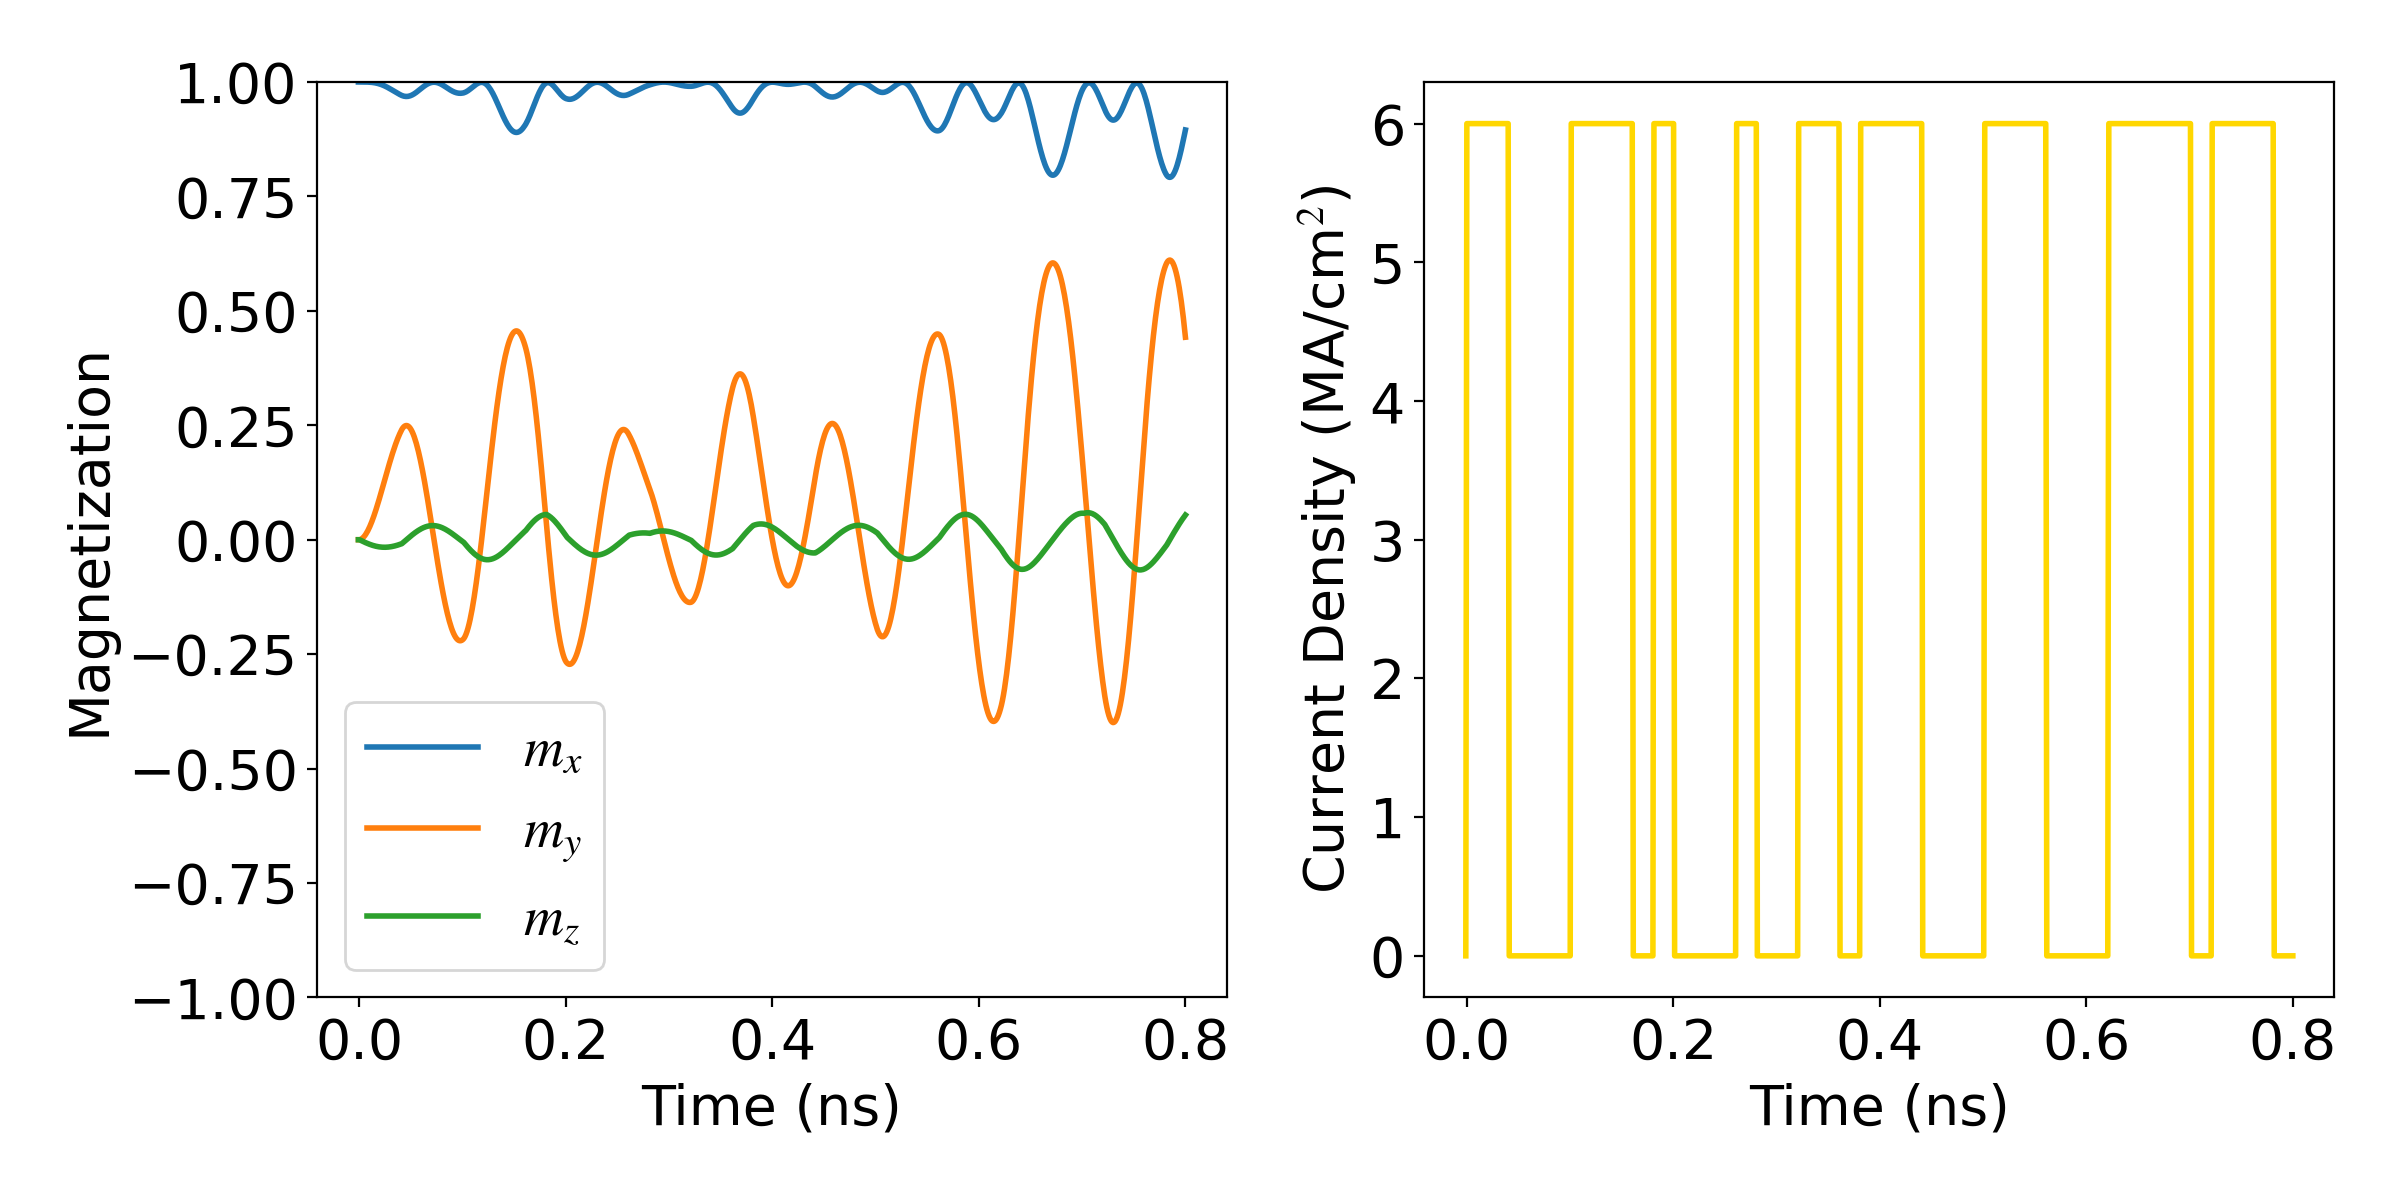 Magnetization
1.00
0.75
0.50
0.25
0.00
−0.25
−0.50
−0.75
−1.00
m_x
m_y
m_z
0.0 0.2 0.4 0.6 0.8
Time (ns)
Current Density (MA/cm²)
6
5
4
3
2
1
0
0.0 0.2 0.4 0.6 0.8
Time (ns)